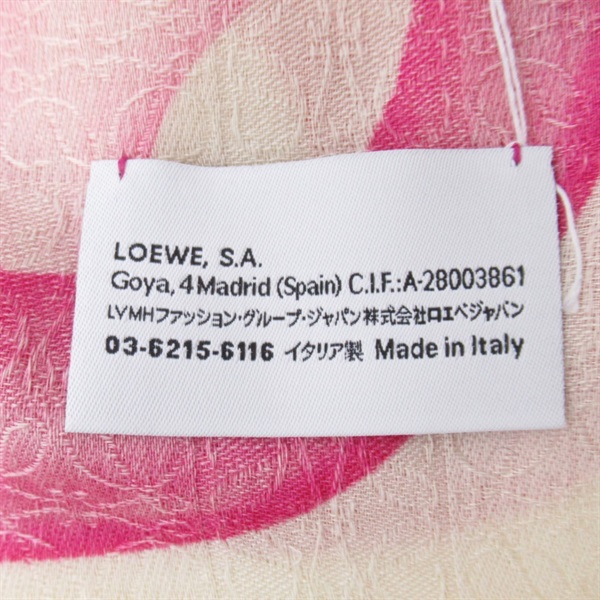 LOEWE, S.A.
Goya, 4 Madrid (Spain) C.I.F.:A-28003861
LVMHファッション・グループ・ジャパン株式会社ロエベジャパン
03-6215-6116 イタリア製 Made in Italy